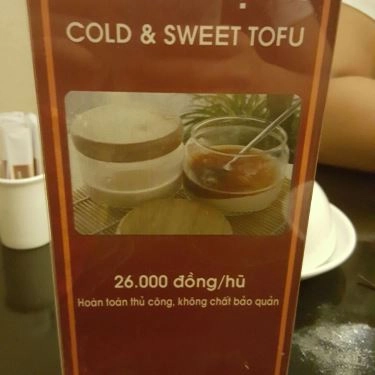 COLD & SWEET TOFU
26.000 đồng/hũ
Hoàn toàn thủ công, không chất bảo quản